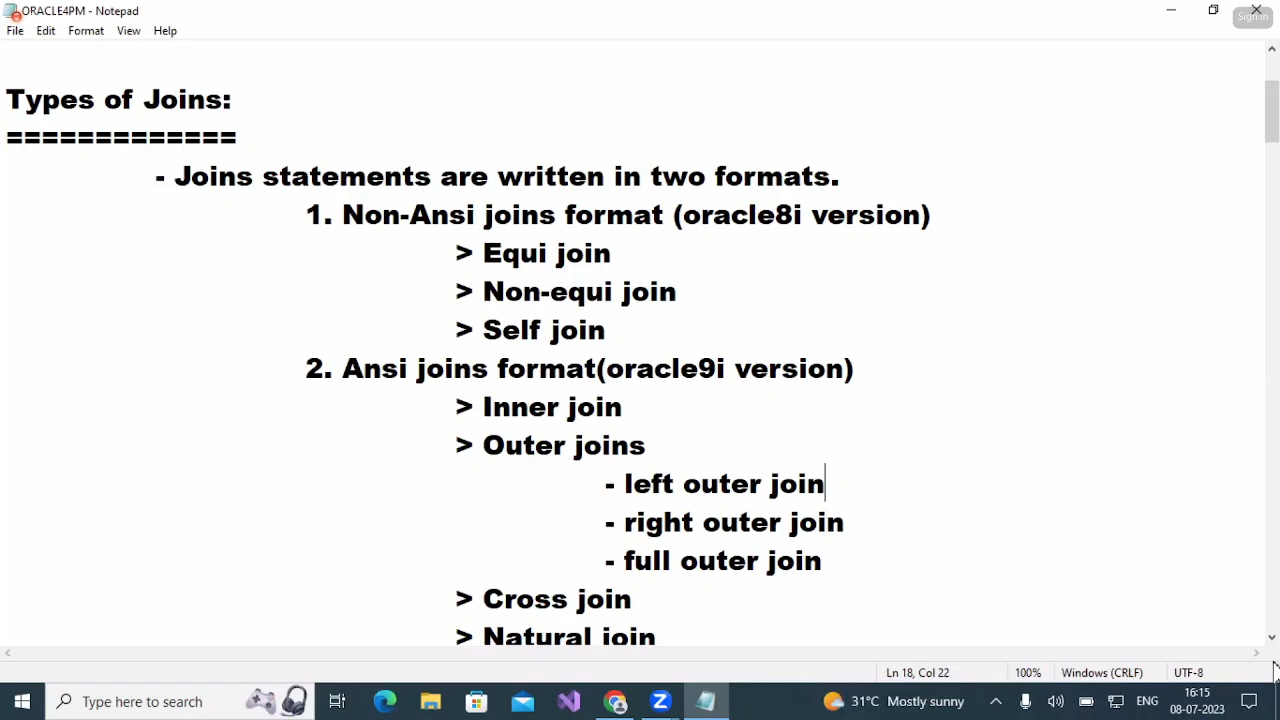 ORACLE4PM - Notepad
Sign in
File Edit Format View Help
Types of Joins:
=============
- Joins statements are written in two formats.
1. Non-Ansi joins format (oracle8i version)
> Equi join
> Non-equi join
> Self join
2. Ansi joins format(oracle9i version)
> Inner join
> Outer joins
- left outer join
- right outer join
- full outer join
> Cross join
> Natural join
Ln 18, Col 22 100% Windows (CRLF) UTF-8
Type here to search 31°C Mostly sunny ENG 16:15
08-07-2023